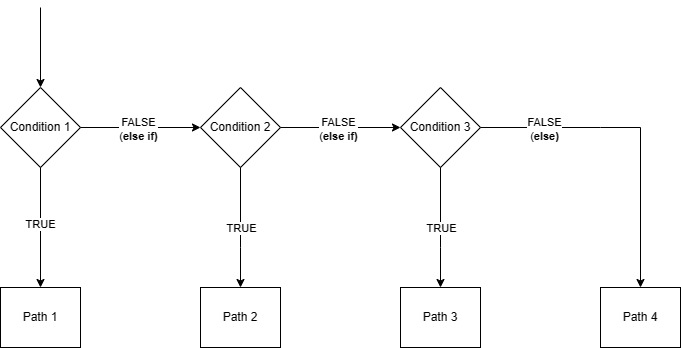 Condition 1
FALSE
(else if)
Condition 2
FALSE
(else if)
Condition 3
FALSE
(else)
TRUE
TRUE
TRUE
Path 1
Path 2
Path 3
Path 4